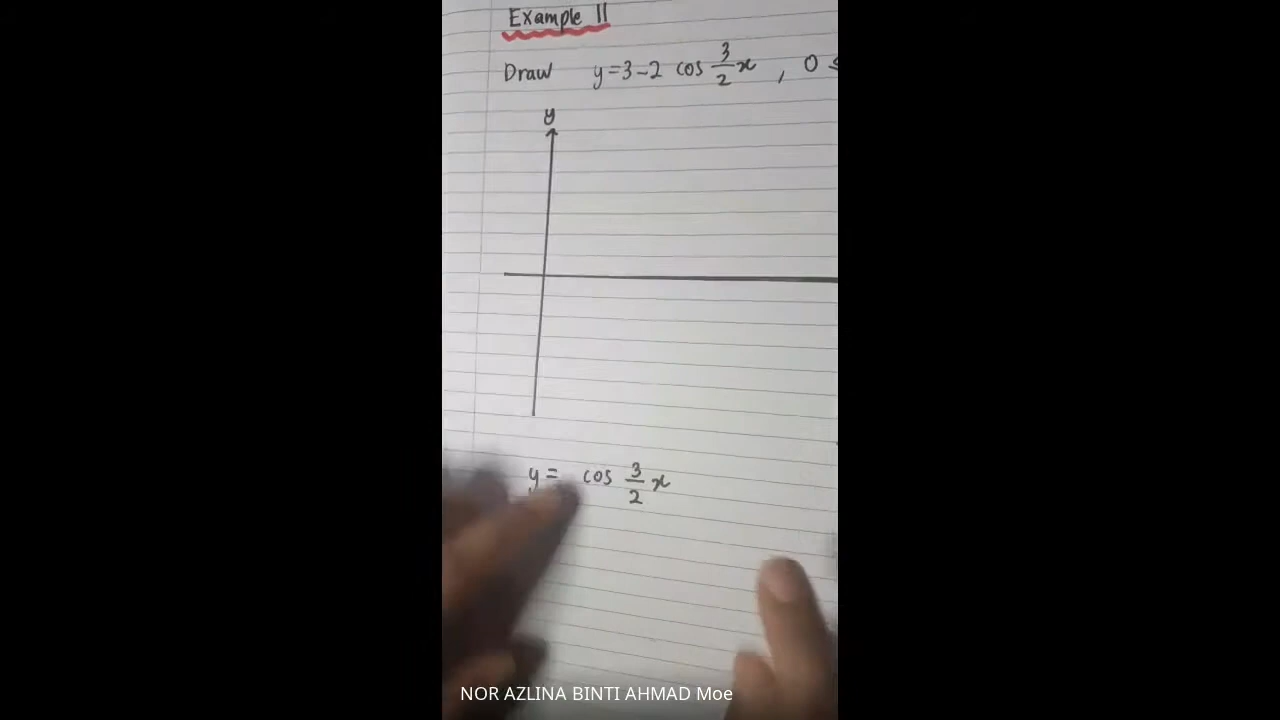 Example 11
Draw y = 3 - 2 cos 3/2 x , 0 ≤
y
y = cos 3/2 x
NOR AZLINA BINTI AHMAD Moe